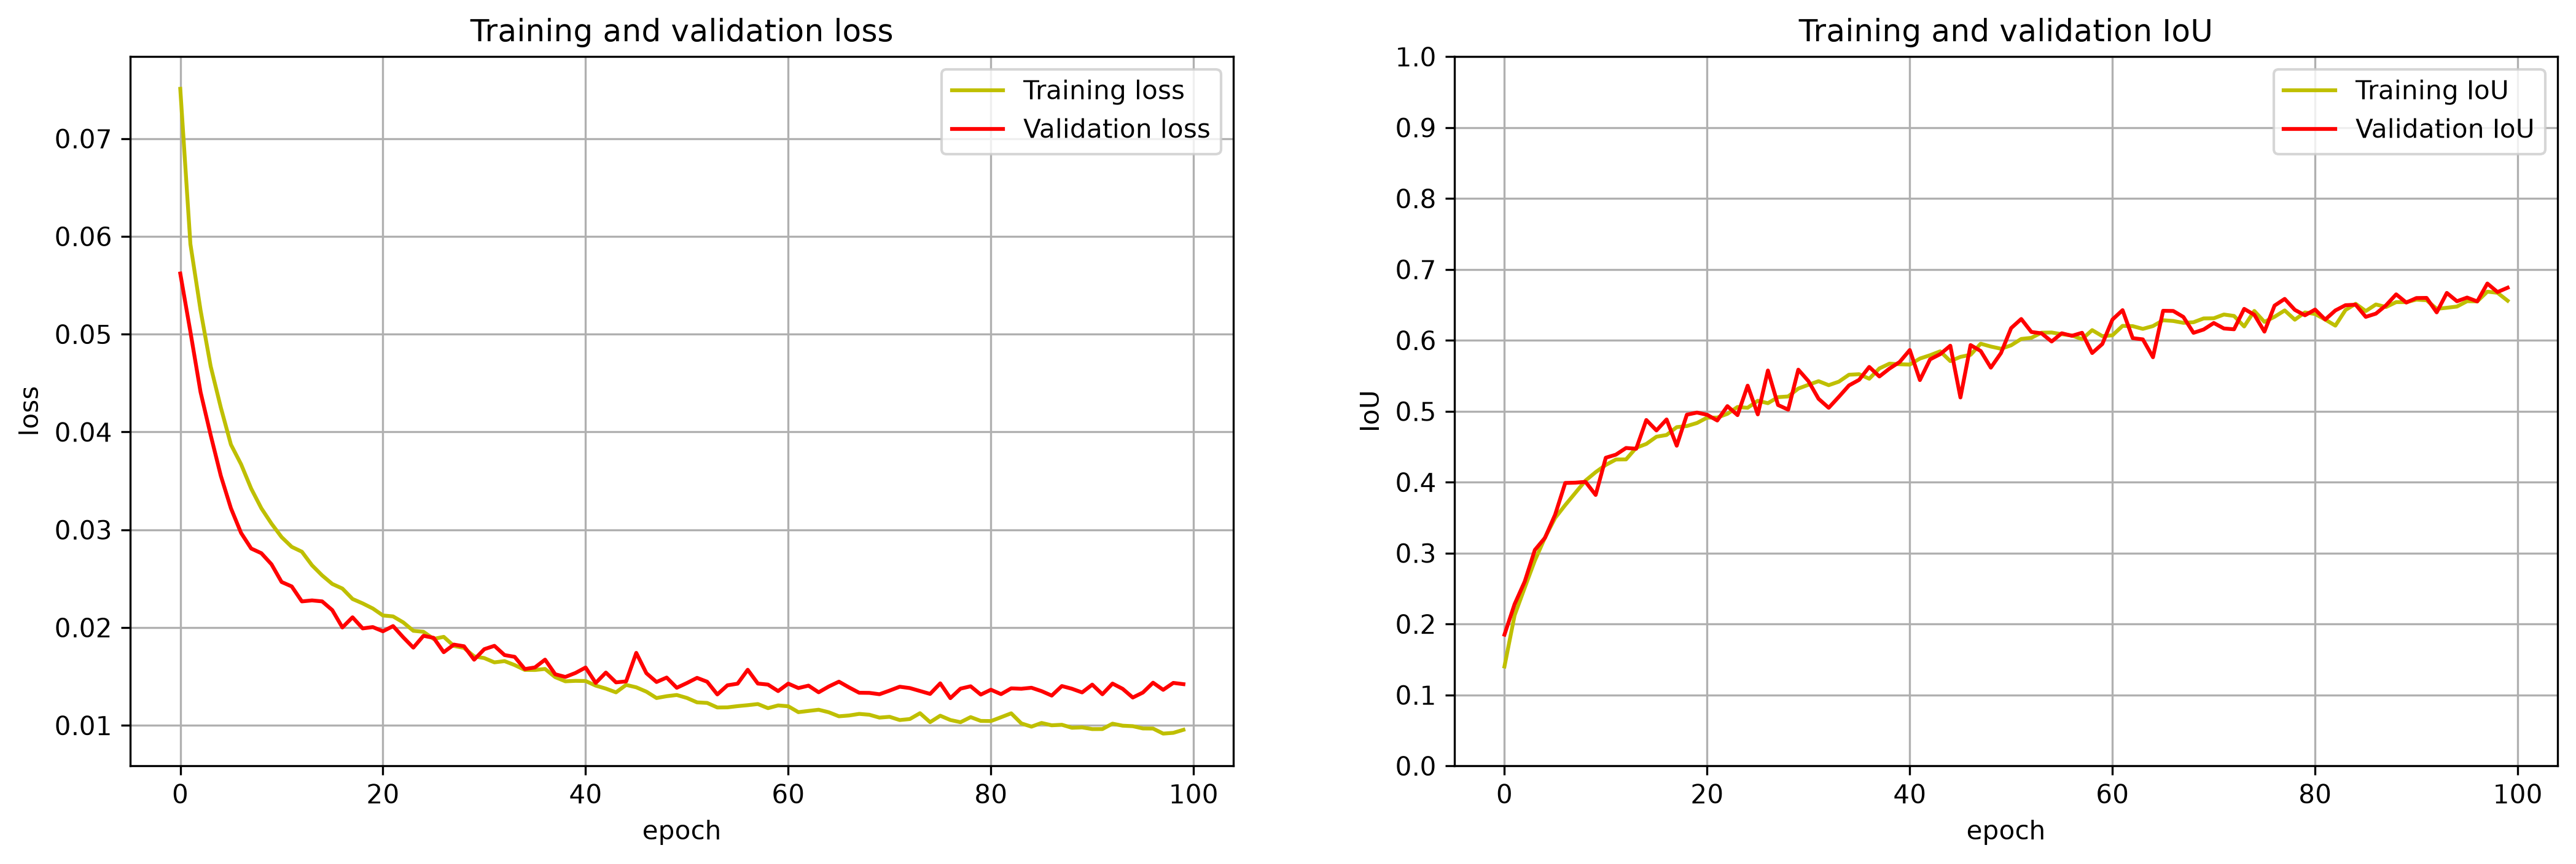 Training and validation loss
Training loss
Validation loss
0.07
0.06
0.05
0.04
0.03
0.02
0.01
loss
0 20 40 60 80 100
epoch
Training and validation IoU
Training IoU
Validation IoU
1.0
0.9
0.8
0.7
0.6
0.5
0.4
0.3
0.2
0.1
0.0
IoU
0 20 40 60 80 100
epoch